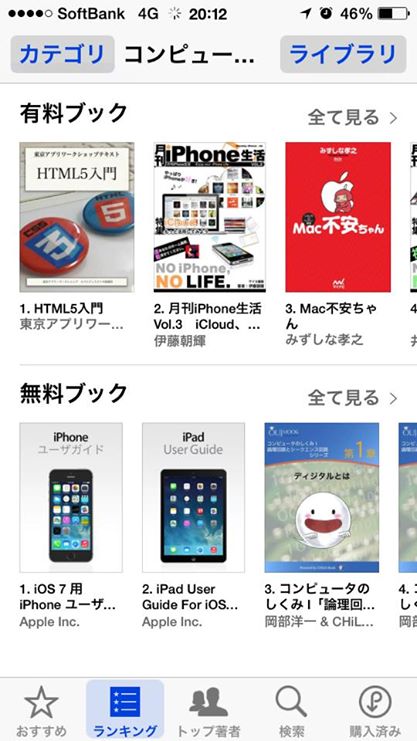 SoftBank 4G 20:12 46%
カテゴリ コンピュー… ライブラリ
有料ブック 全て見る
東京アプリワークショップテキスト
HTML5入門
CSS 3
HTML 5
月刊iPhone生活
NO iPhone,
NO LIFE.
みずしな孝之
Mac不安ちゃん
1. HTML5入門
東京アプリワー…
2. 月刊iPhone生活
Vol.3 iCloud、…
伊藤朝輝
3. Mac不安ちゃ
ん
みずしな孝之
4
無料ブック 全て見る
iPhone
ユーザガイド
iPad
User Guide
コンピュータのしくみI
論理回路とシークエンス回路
シリーズ
第1章
ディジタルとは
1. iOS 7 用
iPhone ユーザ…
Apple Inc.
2. iPad User
Guide For iOS…
Apple Inc.
3. コンピュータの
しくみ I「論理回…
岡部洋一 & CHiL…
4.
おすすめ ランキング トップ著者 検索 購入済み